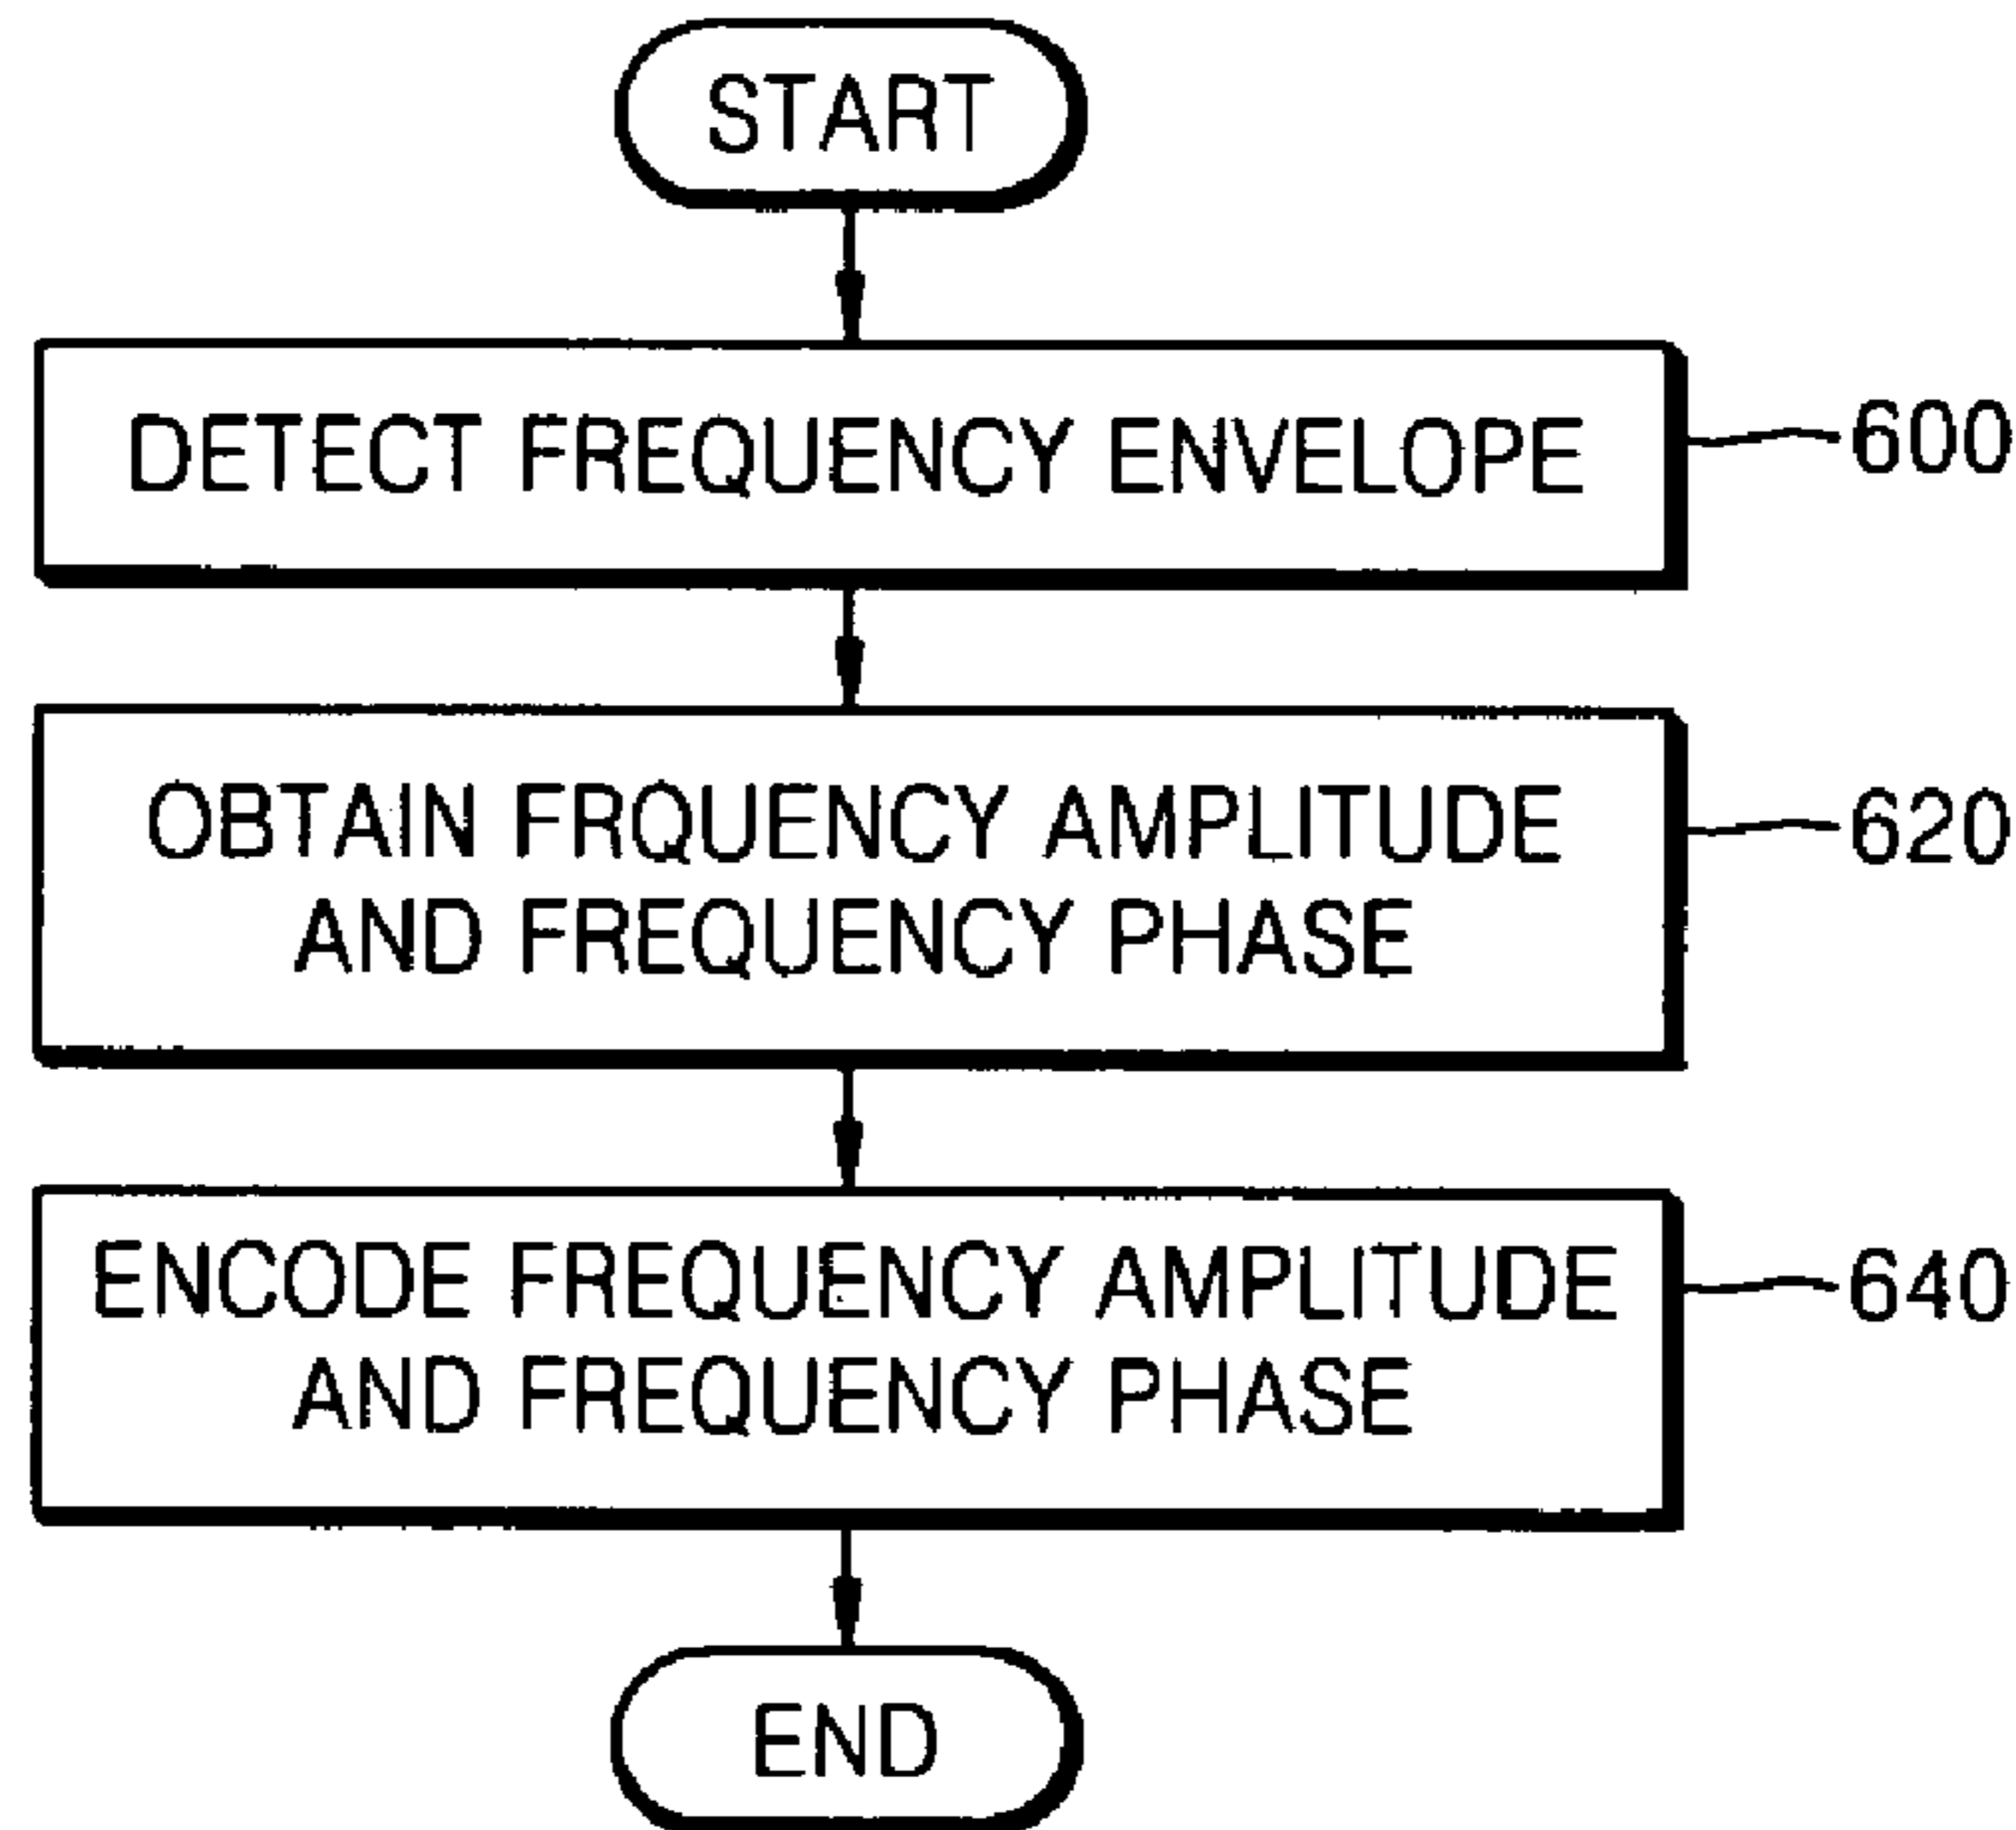 START
DETECT FREQUENCY ENVELOPE
600
OBTAIN FRQUENCY AMPLITUDE
AND FREQUENCY PHASE
620
ENCODE FREQUENCY AMPLITUDE
AND FREQUENCY PHASE
640
END